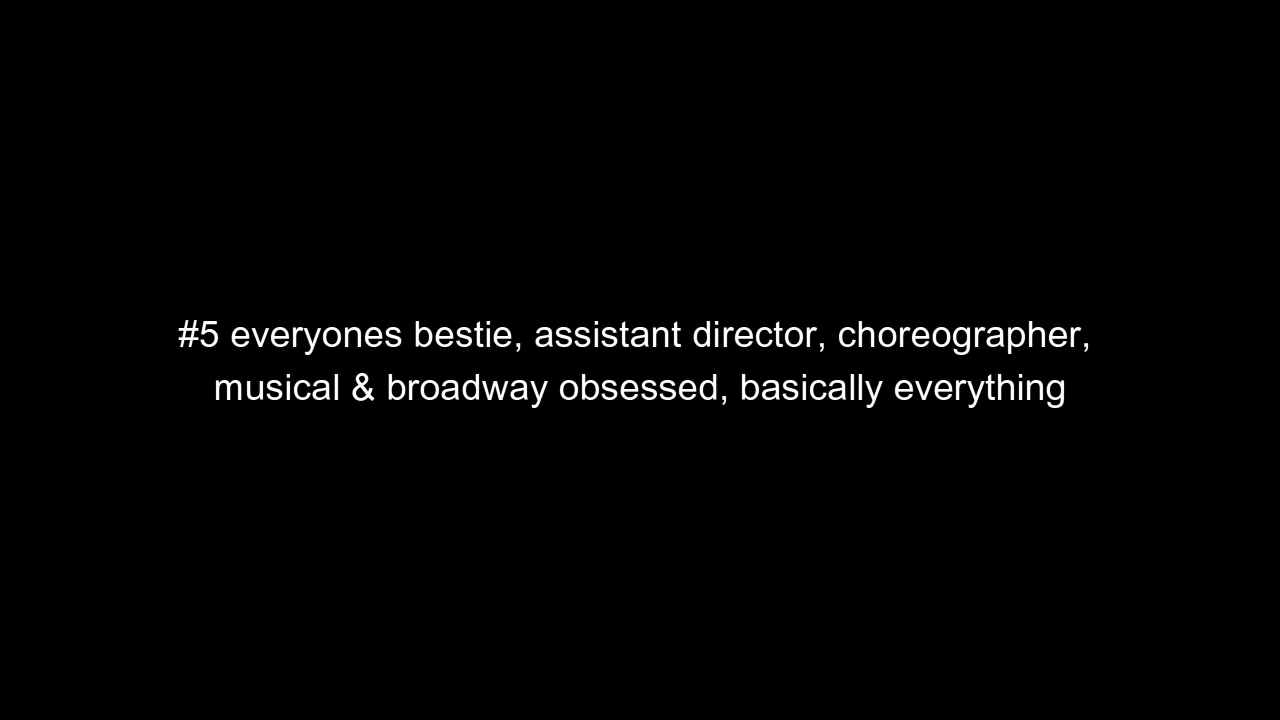 #5 everyones bestie, assistant director, choreographer,
musical & broadway obsessed, basically everything